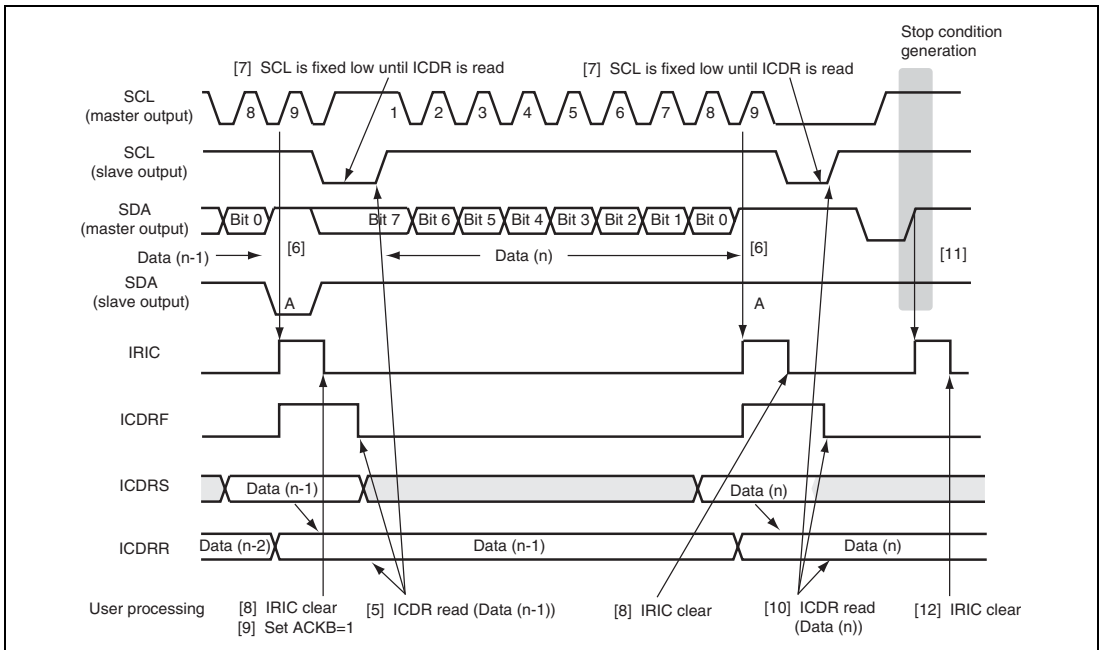 Stop condition
generation
[7] SCL is fixed low until ICDR is read
[7] SCL is fixed low until ICDR is read
SCL
(master output)
8 9 1 2 3 4 5 6 7 8 9
SCL
(slave output)
SDA
(master output)
Bit 0 Bit 7 Bit 6 Bit 5 Bit 4 Bit 3 Bit 2 Bit 1 Bit 0
Data (n-1) [6] Data (n) [6] [11]
SDA
(slave output)
A A
IRIC
ICDRF
ICDRS
Data (n-1) Data (n)
ICDRR
Data (n-2) Data (n-1) Data (n)
User processing
[8] IRIC clear
[9] Set ACKB=1
[5] ICDR read (Data (n-1))
[8] IRIC clear
[10] ICDR read
(Data (n))
[12] IRIC clear